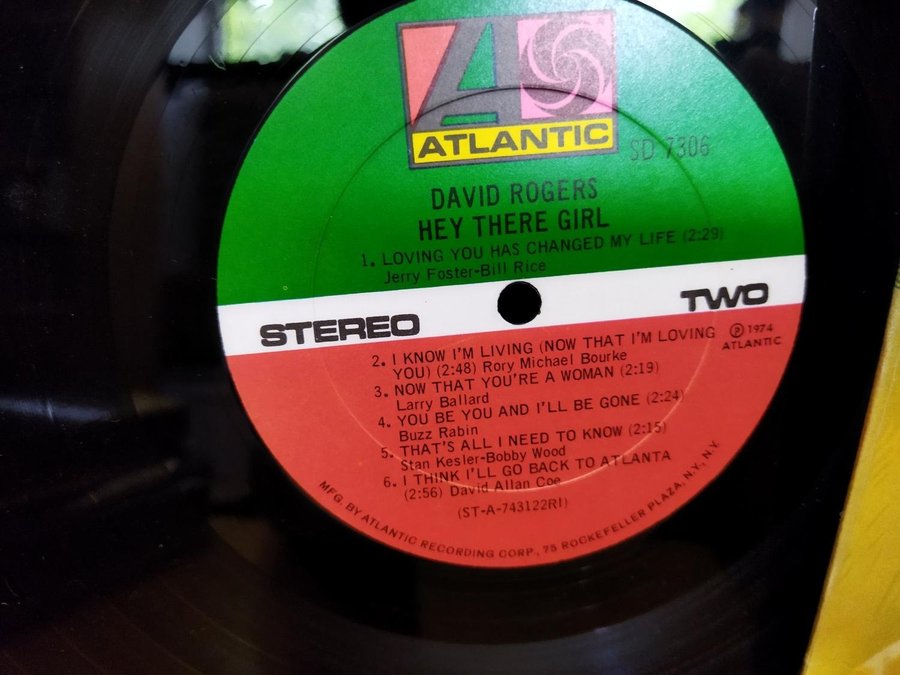 ATLANTIC
SD 7306
DAVID ROGERS
HEY THERE GIRL
1. LOVING YOU HAS CHANGED MY LIFE (2:29)
Jerry Foster-Bill Rice
STEREO
TWO
2. I KNOW I'M LIVING (NOW THAT I'M LOVING
YOU) (2:48) Rory Michael Bourke
℗ 1974
ATLANTIC
3. NOW THAT YOU'RE A WOMAN (2:19)
Larry Ballard
4. YOU BE YOU AND I'LL BE GONE (2:24)
Buzz Rabin
5. THAT'S ALL I NEED TO KNOW (2:15)
Stan Kesler-Bobby Wood
6. I THINK I'LL GO BACK TO ATLANTA
(2:56) David Allan Coe
(ST-A-743122RI)
MFG. BY ATLANTIC RECORDING CORP., 75 ROCKEFELLER PLAZA, N.Y., N.Y.